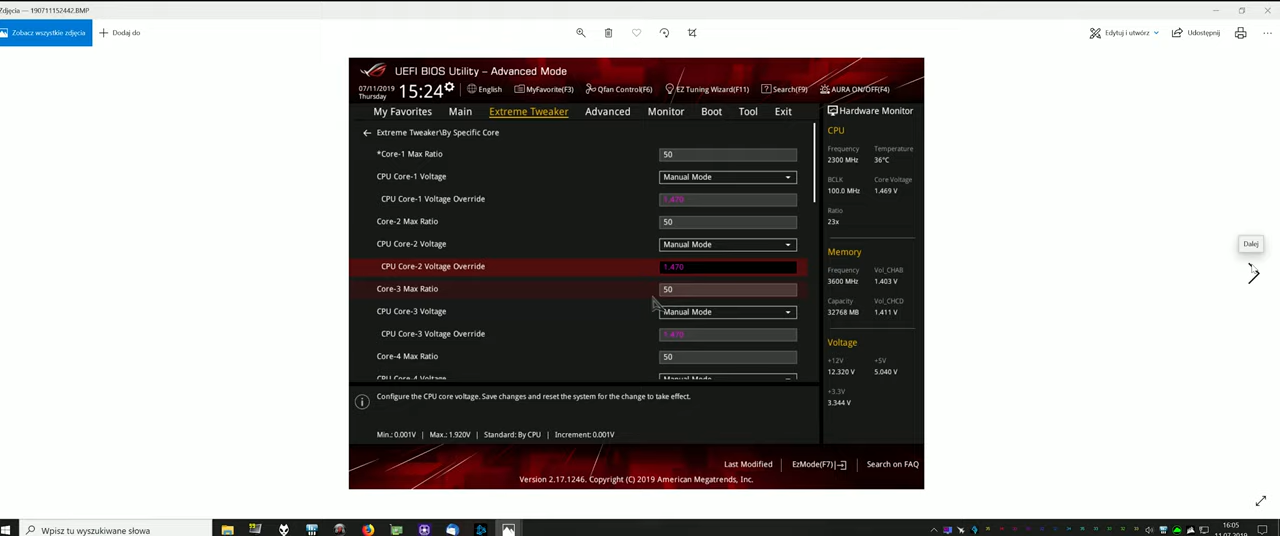 Zdjęcia — 190711152442.BMP
Zobacz wszystkie zdjęcia
Dodaj do
Edytuj i utwórz
Udostępnij
UEFI BIOS Utility – Advanced Mode
07/11/2019
Thursday
15:24
English
MyFavorite(F3)
Qfan Control(F6)
EZ Tuning Wizard(F11)
Search(F9)
AURA ON/OFF(F4)
My Favorites
Main
Extreme Tweaker
Advanced
Monitor
Boot
Tool
Exit
Hardware Monitor
Extreme Tweaker\By Specific Core
*Core-1 Max Ratio 50
CPU Core-1 Voltage Manual Mode
CPU Core-1 Voltage Override 1.470
Core-2 Max Ratio 50
CPU Core-2 Voltage Manual Mode
CPU Core-2 Voltage Override 1.470
Core-3 Max Ratio 50
CPU Core-3 Voltage Manual Mode
CPU Core-3 Voltage Override 1.470
Core-4 Max Ratio 50
CPU Core-4 Voltage Manual Mode
CPU
Frequency Temperature
2300 MHz 36°C
BCLK Core Voltage
100.0 MHz 1.469 V
Ratio
23x
Memory
Frequency Vol_CHAB
3600 MHz 1.403 V
Capacity Vol_CHCD
32768 MB 1.411 V
Voltage
+12V +5V
12.320 V 5.040 V
+3.3V
3.344 V
Dalej
Configure the CPU core voltage. Save changes and reset the system for the change to take effect.
Min.: 0.001V | Max.: 1.920V | Standard: By CPU | Increment: 0.001V
Last Modified
EzMode(F7)
Search on FAQ
Version 2.17.1246. Copyright (C) 2019 American Megatrends, Inc.
Wpisz tu wyszukiwane słowa
16:05
11.07.2019